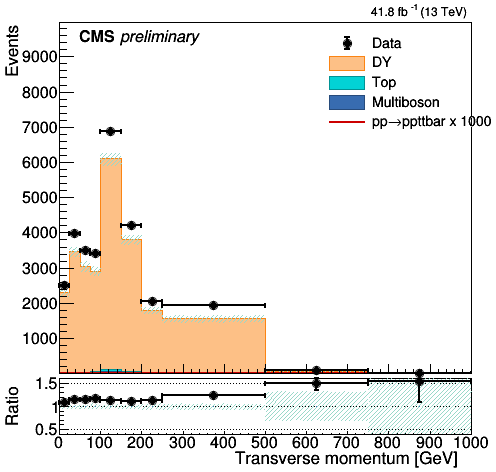 41.8 fb⁻¹ (13 TeV)
CMS preliminary
Events
9000
8000
7000
6000
5000
4000
3000
2000
1000
Data
DY
Top
Multiboson
pp→ppttbar x 1000
Ratio
1.5
1
0.5
0 100 200 300 400 500 600 700 800 900 1000
Transverse momentum [GeV]